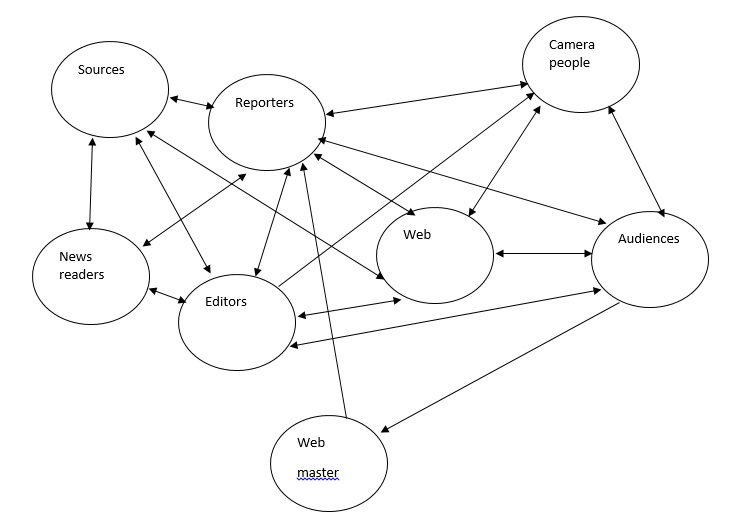 Camera
people
Sources
Reporters
Web
Audiences
News
readers
Editors
Web
master